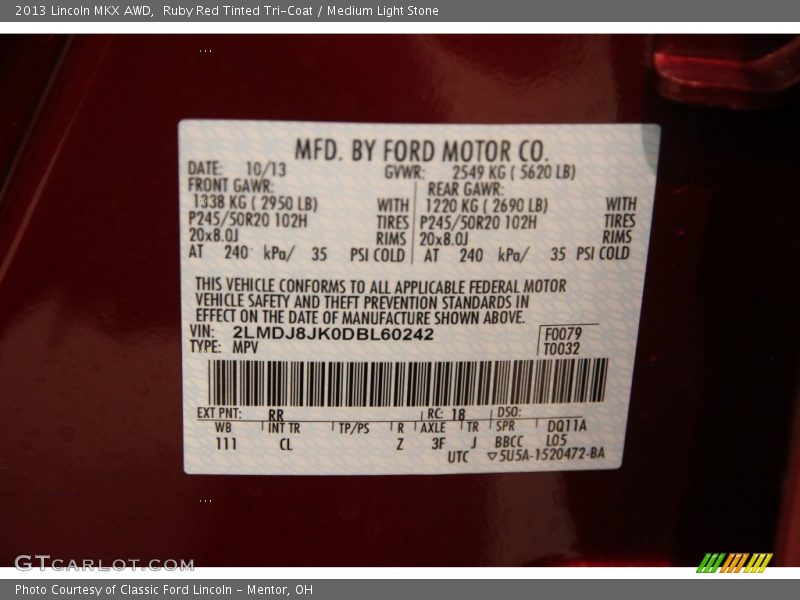 2013 Lincoln MKX AWD,  Ruby Red Tinted Tri-Coat / Medium Light Stone
MFD. BY FORD MOTOR CO.
DATE: 10/13 GVWR: 2549 KG ( 5620 LB)
FRONT GAWR: REAR GAWR:
1338 KG ( 2950 LB) WITH 1220 KG ( 2690 LB) WITH
P245/50R20 102H TIRES P245/50R20 102H TIRES
20x8.0J RIMS 20x8.0J RIMS
AT 240 kPa/ 35 PSI COLD AT 240 kPa/ 35 PSI COLD
THIS VEHICLE CONFORMS TO ALL APPLICABLE FEDERAL MOTOR
VEHICLE SAFETY AND THEFT PREVENTION STANDARDS IN
EFFECT ON THE DATE OF MANUFACTURE SHOWN ABOVE.
VIN: 2LMDJ8JK0DBL60242 F0079
TYPE: MPV T0032
EXT PNT: RR RC: 18 DSO:
WB INT TR TP/PS R AXLE TR SPR DQ11A
111 CL Z 3F J BBCC L05
UTC ▽5U5A-1520472-BA
GTCARLOT.COM
Photo Courtesy of Classic Ford Lincoln - Mentor, OH